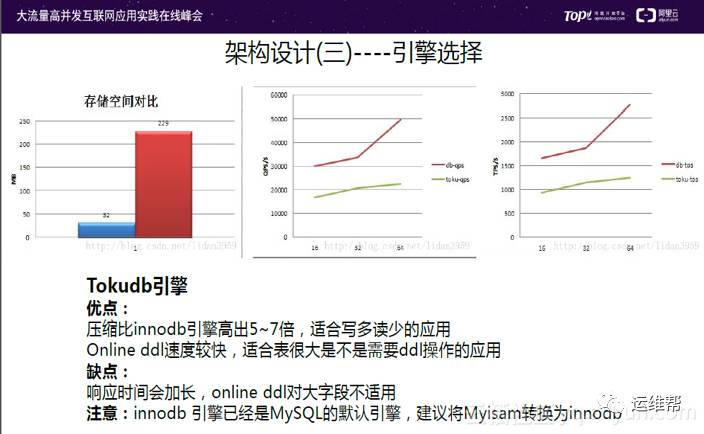 大流量高并发互联网应用实践在线峰会
阿里云
aliyun.com
架构设计(三)----引擎选择
存储空间对比
250
200
150
100
50
0
MB
32
229
1
60000
50000
40000
30000
20000
10000
0
QPS/S
16
32
64
db-qps
toku-qps
3000
2500
2000
1500
1000
500
0
TPS/S
16
32
64
db-tps
toku-tps
http://blog.csdn.net/lidan3959
http://blog.csdn.net/lidan3959
http://blog.csdn.net/lidan3959
Tokudb引擎
优点：
压缩比innodb引擎高出5~7倍，适合写多读少的应用
Online ddl速度较快，适合表很大是不是需要ddl操作的应用
缺点：
响应时间会加长，online ddl对大字段不适用
注意：innodb 引擎已经是MySQL的默认引擎，建议将Myisam转换为innodb
运维帮